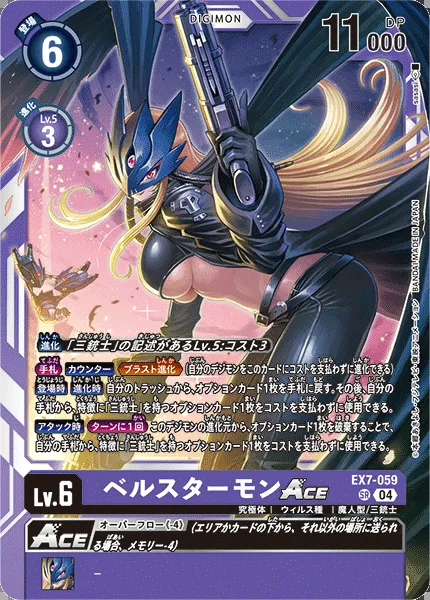 DIGIMON
登場
6
11000
DP
進化
Lv.5
3
BANDAI MADE IN JAPAN
進化 「三銃士」の記述があるLv.5:コスト3
手札 カウンター ブラスト進化 (自分のデジモンをこのカードにコストを支払わずに進化できる)
登場時 進化時 自分のトラッシュから、オプションカード1枚を手札に戻す。その後、自分の
手札から、特徴に「三銃士」を持つオプションカード1枚をコストを支払わずに使用できる。
アタック時 ターンに1回 このデジモンの進化元から、オプションカード1枚を破棄することで、
自分の手札から、特徴に「三銃士」を持つオプションカード1枚をコストを支払わずに使用できる。
Lv.6
ベルスターモンACE
EX7-059
SR 04
究極体 | ウィルス種 | 魔人型/三銃士
ACE オーバーフロー《-4》 (エリアかカードの下から、それ以外の場所に送られ
る場合、メモリー-4)
-